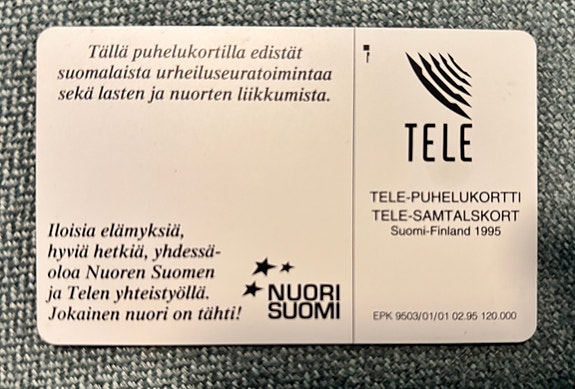 Tällä puhelukortilla edistät
suomalaista urheiluseuratoimintaa
sekä lasten ja nuorten liikkumista.
Iloisia elämyksiä,
hyviä hetkiä, yhdessä-
oloa Nuoren Suomen
ja Telen yhteistyöllä.
Jokainen nuori on tähti!
NUORI
SUOMI
TELE
TELE-PUHELUKORTTI
TELE-SAMTALSKORT
Suomi-Finland 1995
EPK 9503/01/01 02.95 120.000